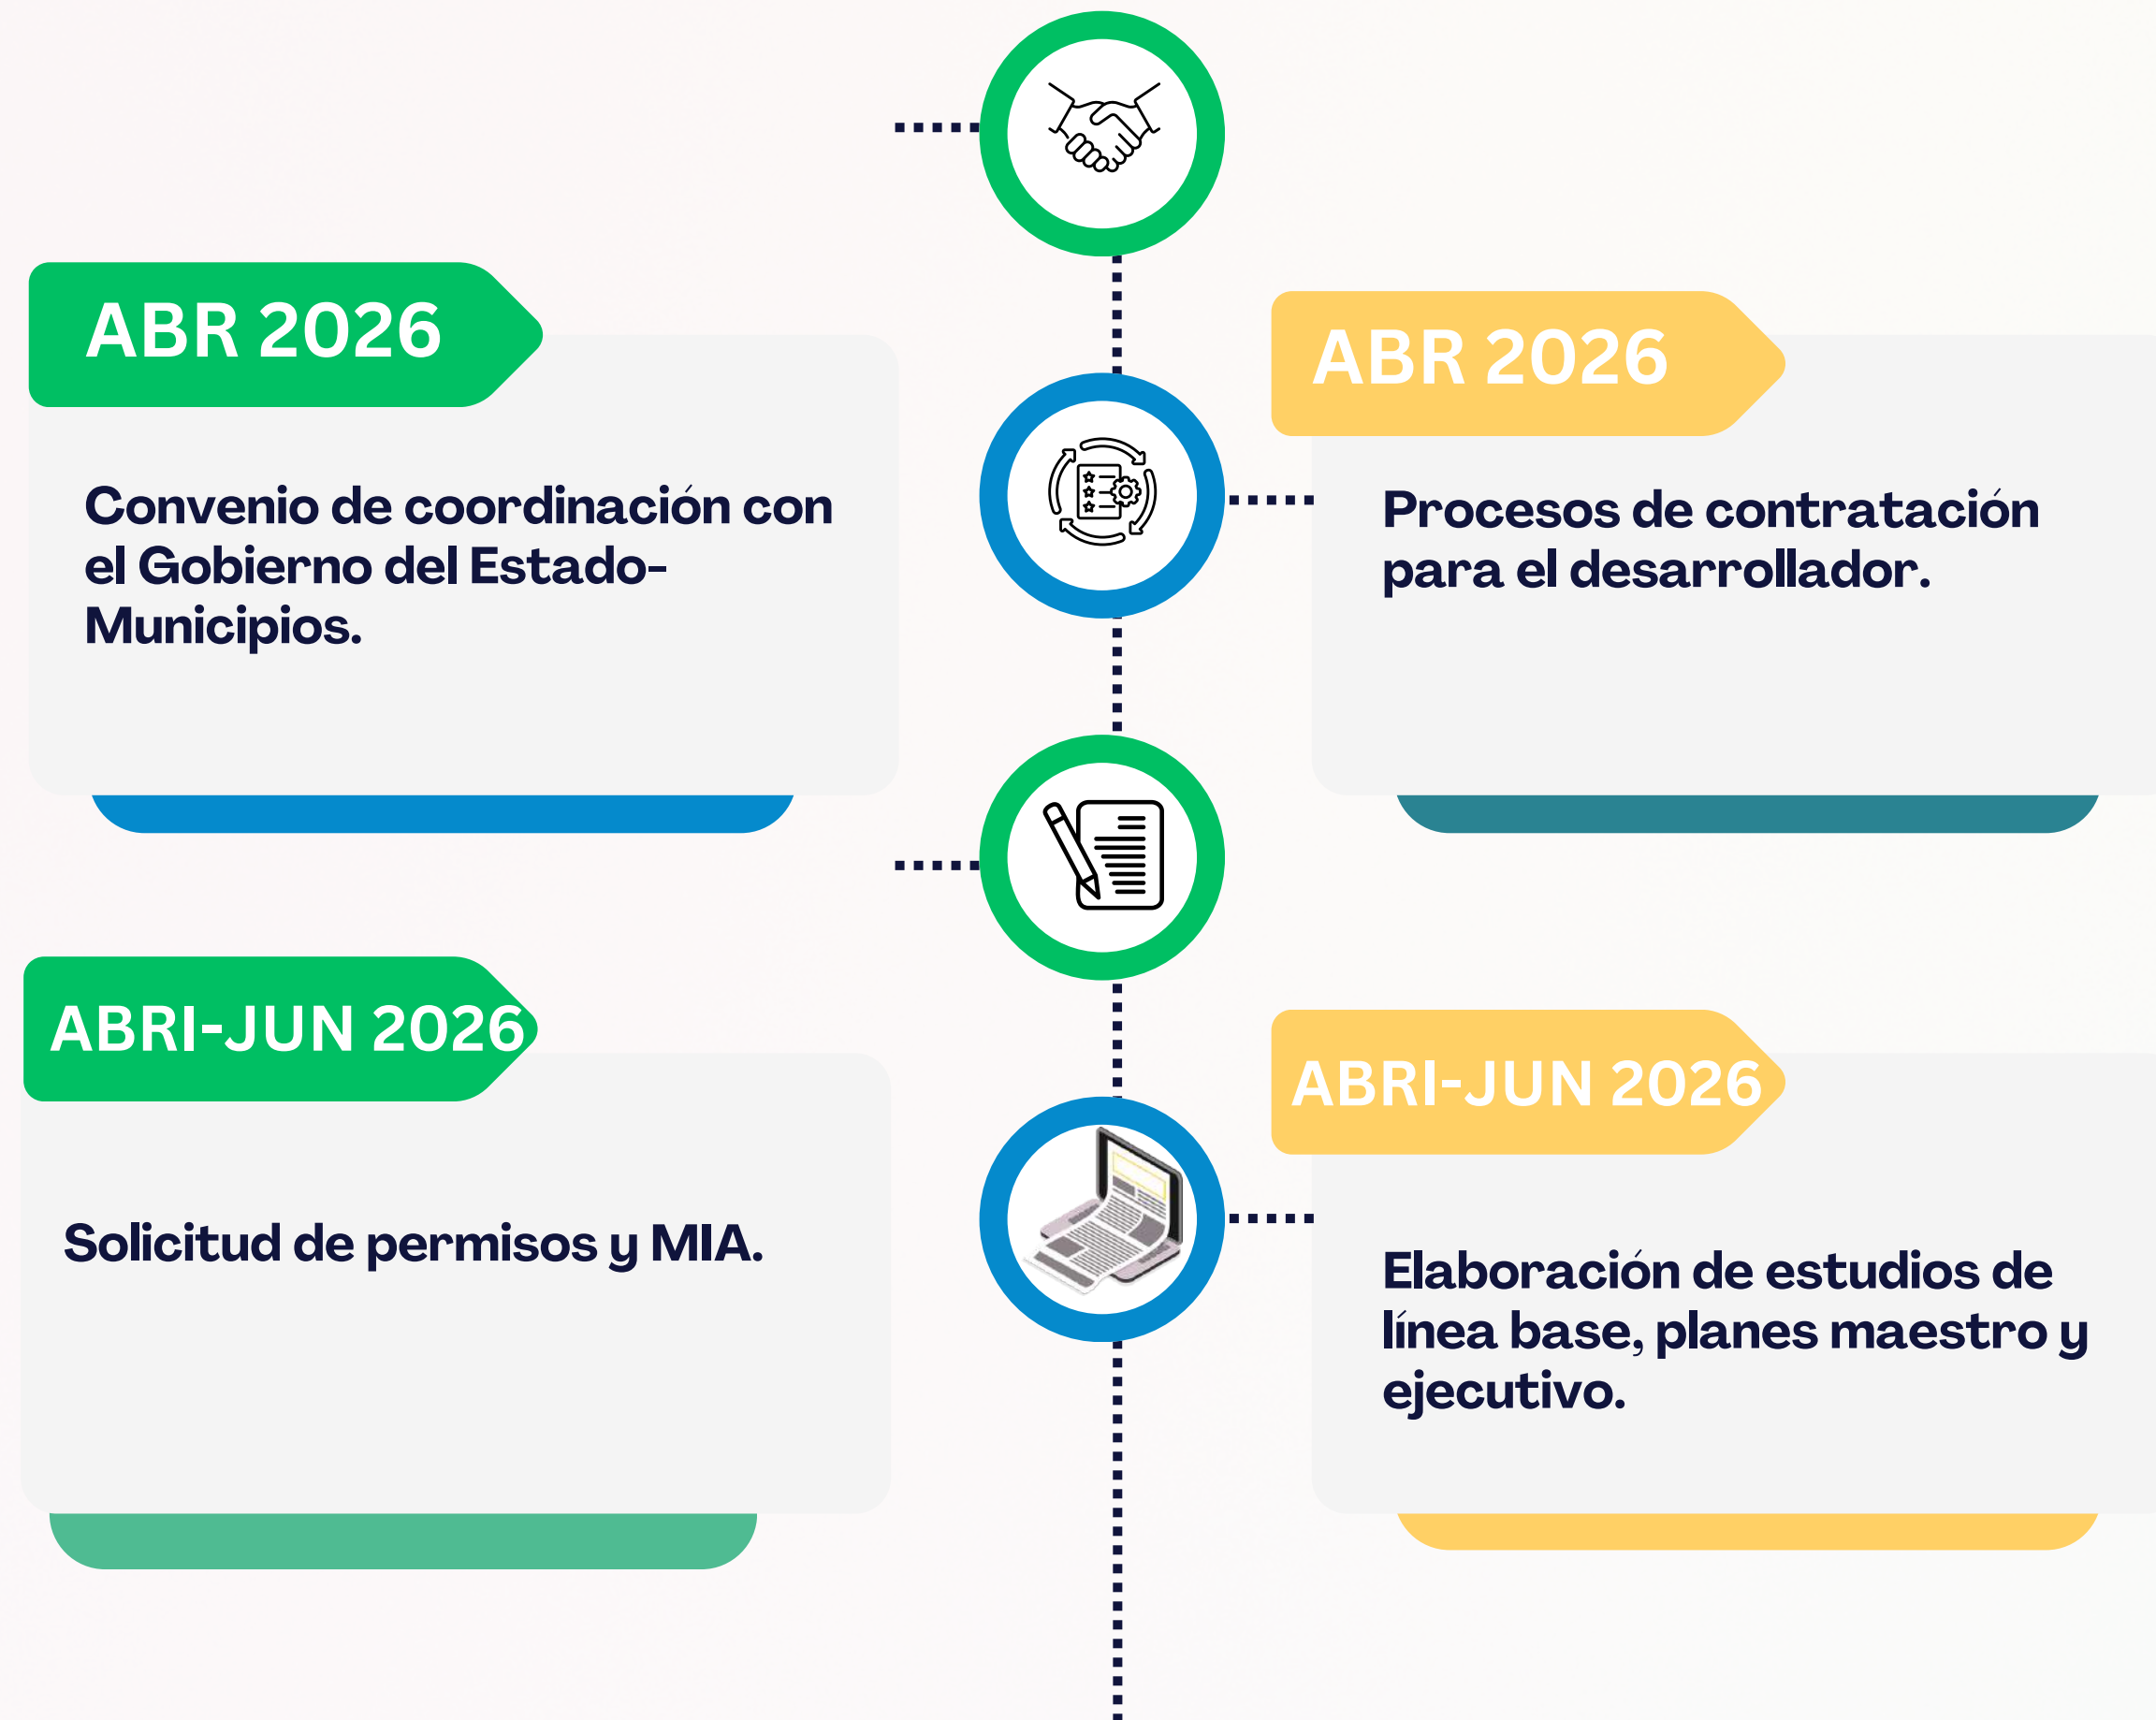 ABR 2026
Convenio de coordinación con
el Gobierno del Estado-
Municipios.
ABR 2026
Procesos de contratación
para el desarrollador.
ABRI-JUN 2026
Solicitud de permisos y MIA.
ABRI-JUN 2026
Elaboración de estudios de
línea base, planes maestro y
ejecutivo.